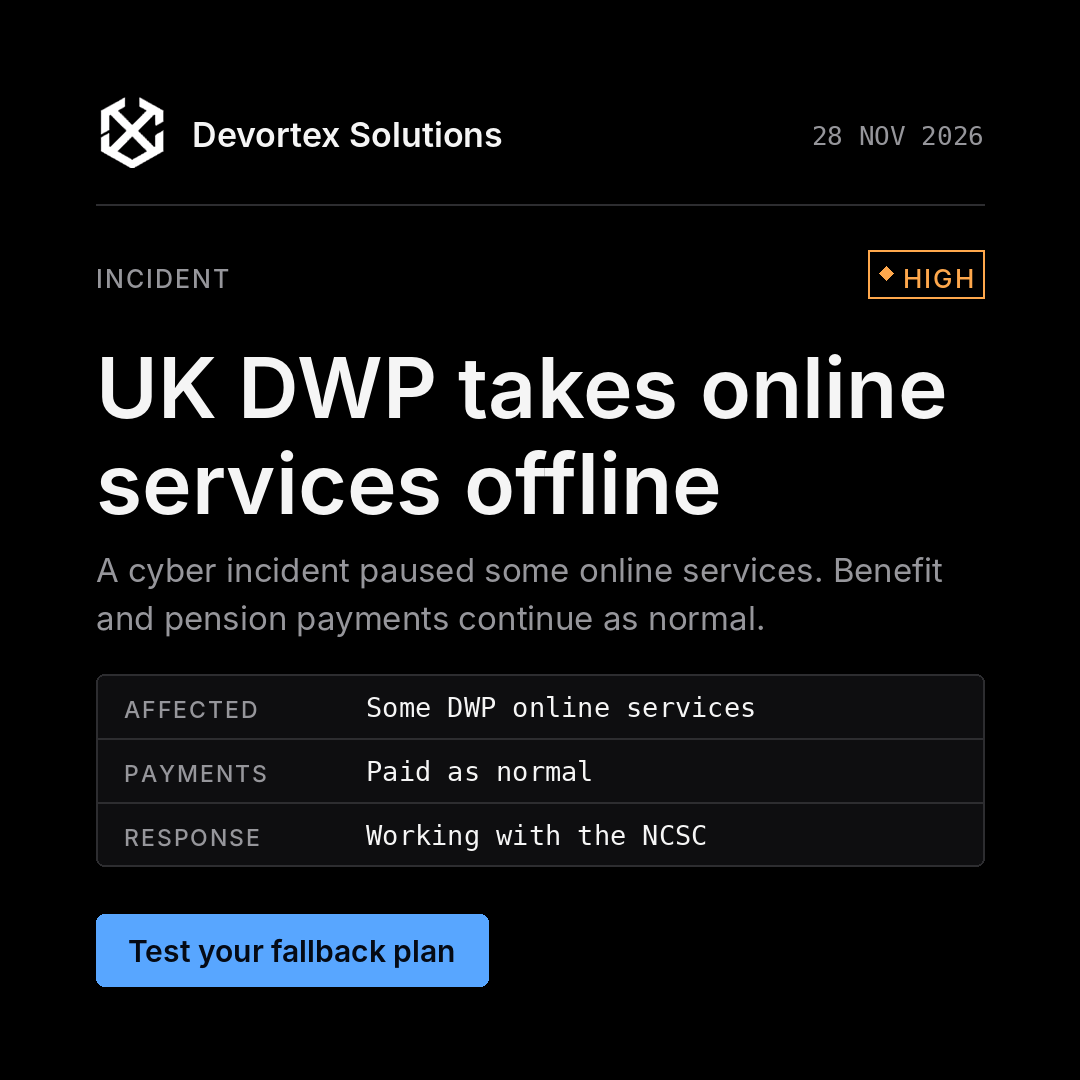 Devortex Solutions
28 NOV 2026
INCIDENT
HIGH
UK DWP takes online
services offline
A cyber incident paused some online services. Benefit
and pension payments continue as normal.
AFFECTED Some DWP online services
PAYMENTS Paid as normal
RESPONSE Working with the NCSC
Test your fallback plan